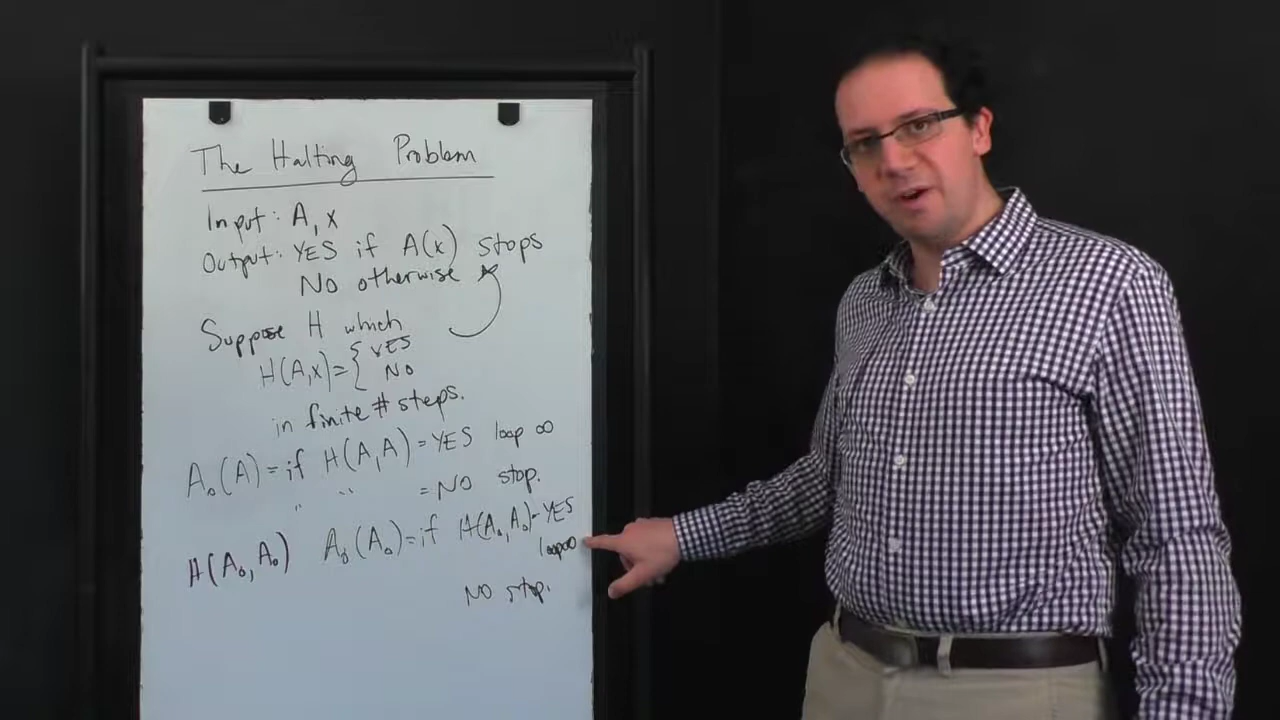 The Halting Problem
Input: A, x
Output: YES if A(x) stops
No otherwise
Suppose H which
H(A,x)={ YES
NO
in finite # steps.
A₀(A)=if H(A,A)=YES loop ∞
" " =NO stop.
H(A₀,A₀) A₀(A₀)=if H(A₀,A₀)=YES
loop∞
NO stop.